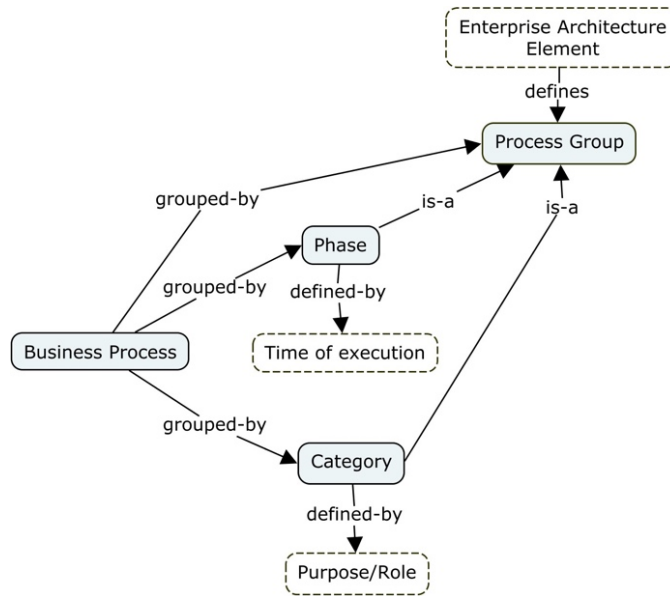 Enterprise Architecture
Element
defines
Process Group
grouped-by
is-a
is-a
Phase
grouped-by
defined-by
Business Process
Time of execution
grouped-by
Category
defined-by
Purpose/Role